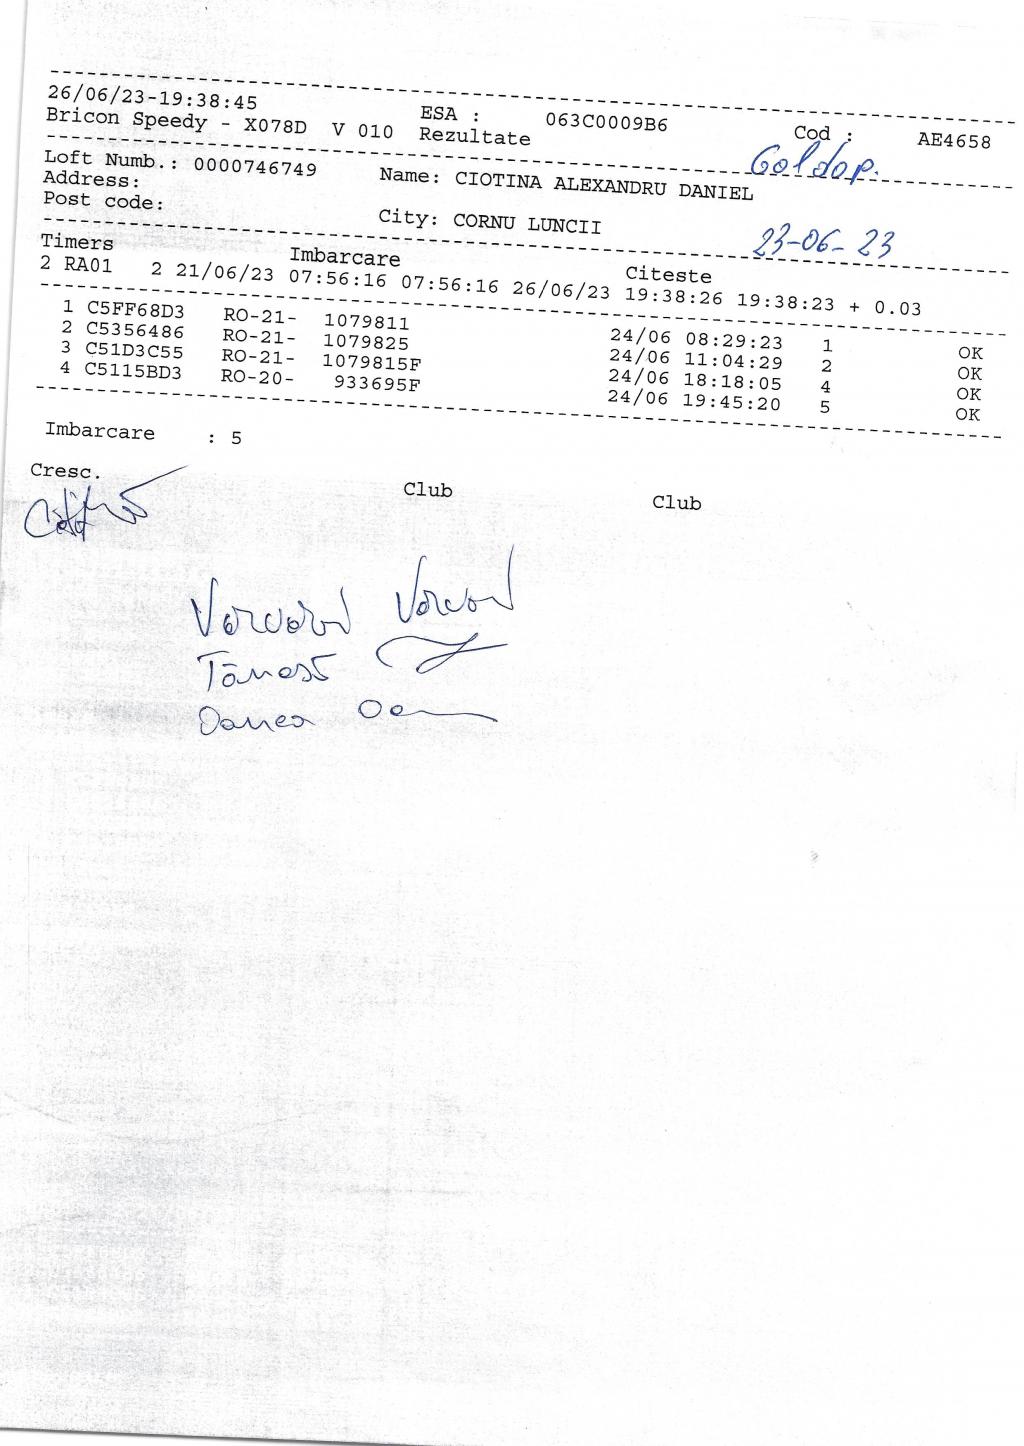 26/06/23-19:38:45 ESA : 063C0009B6 Cod : AE4658
Bricon Speedy - X078D V 010 Rezultate
Goldap.
Loft Numb.: 0000746749 Name: CIOTINA ALEXANDRU DANIEL
Address:
Post code: City: CORNU LUNCII
23-06-23
Timers Imbarcare Citeste
2 RA01 2 21/06/23 07:56:16 07:56:16 26/06/23 19:38:26 19:38:23 + 0.03
1 C5FF68D3 RO-21- 1079811 24/06 08:29:23 1 OK
2 C5356486 RO-21- 1079825 24/06 11:04:29 2 OK
3 C51D3C55 RO-21- 1079815F 24/06 18:18:05 4 OK
4 C5115BD3 RO-20- 933695F 24/06 19:45:20 5 OK
Imbarcare : 5
Cresc. Club Club
Tănasă
Danea